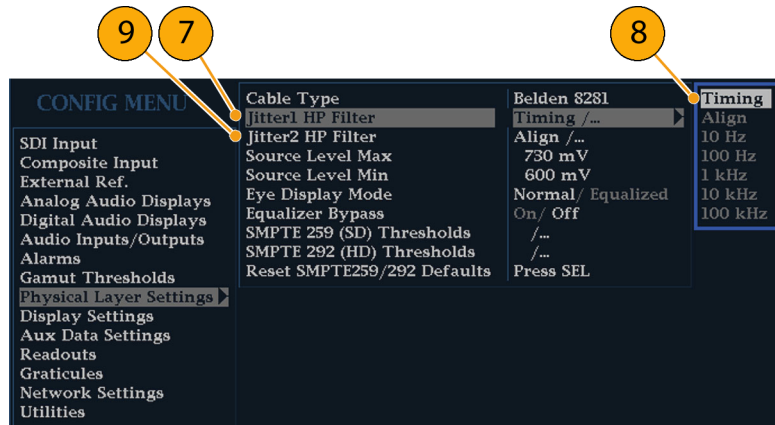 9 7 8
CONFIG MENU
SDI Input
Composite Input
External Ref.
Analog Audio Displays
Digital Audio Displays
Audio Inputs/Outputs
Alarms
Gamut Thresholds
Physical Layer Settings
Display Settings
Aux Data Settings
Readouts
Graticules
Network Settings
Utilities
Cable Type Belden 8281
Jitter1 HP Filter Timing /...
Jitter2 HP Filter Align /...
Source Level Max 730 mV
Source Level Min 600 mV
Eye Display Mode Normal/ Equalized
Equalizer Bypass On/ Off
SMPTE 259 (SD) Thresholds /...
SMPTE 292 (HD) Thresholds /...
Reset SMPTE259/292 Defaults Press SEL
Timing
Align
10 Hz
100 Hz
1 kHz
10 kHz
100 kHz